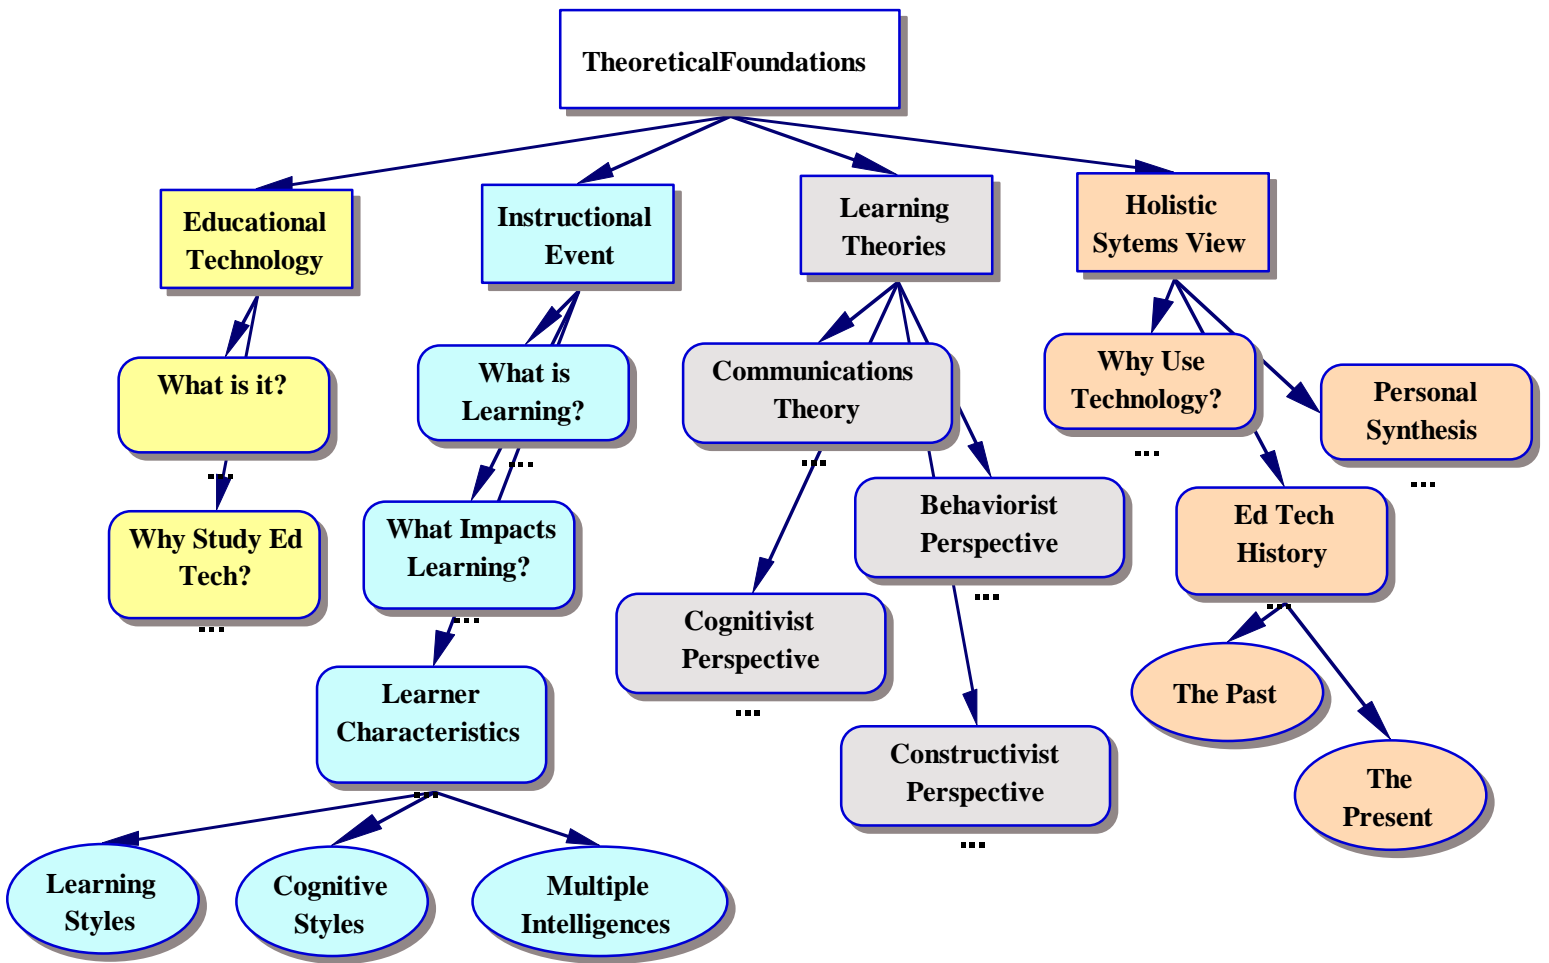 TheoreticalFoundations
Educational
Technology
Instructional
Event
Learning
Theories
Holistic
Sytems View
What is it?
What is
Learning?
Communications
Theory
Why Use
Technology?
Personal
Synthesis
Why Study Ed
Tech?
What Impacts
Learning?
Behaviorist
Perspective
Ed Tech
History
Cognitivist
Perspective
Learner
Characteristics
The Past
Constructivist
Perspective
The
Present
Learning
Styles
Cognitive
Styles
Multiple
Intelligences